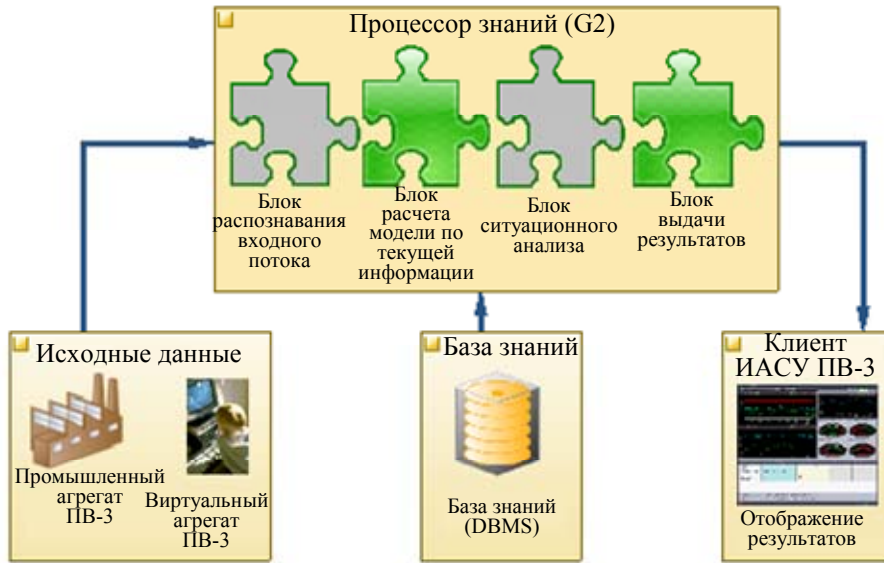 Процессор знаний (G2)
Блок
распознавания
входного
потока
Блок
расчета
модели по
текущей
информации
Блок
ситуационного
анализа
Блок
выдачи
результатов
Исходные данные
Промышленный
агрегат
ПВ-3
Виртуальный
агрегат
ПВ-3
База знаний
База знаний
(DBMS)
Клиент
ИАСУ ПВ-3
Отображение
результатов